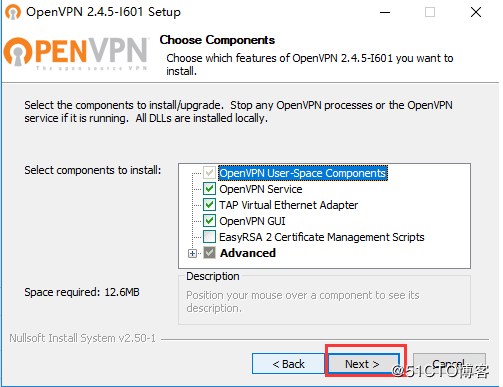 OpenVPN 2.4.5-I601 Setup
OPENVPN
The open source VPN
Choose Components
Choose which features of OpenVPN 2.4.5-I601 you want to
install.
Select the components to install/upgrade. Stop any OpenVPN processes or the OpenVPN
service if it is running. All DLLs are installed locally.
Select components to install:
OpenVPN User-Space Components
OpenVPN Service
TAP Virtual Ethernet Adapter
OpenVPN GUI
EasyRSA 2 Certificate Management Scripts
Advanced
Space required: 12.6MB
Description
Position your mouse over a component to see its
description.
Nullsoft Install System v2.50-1
< Back
Next >
Cancel
@51CTO博客